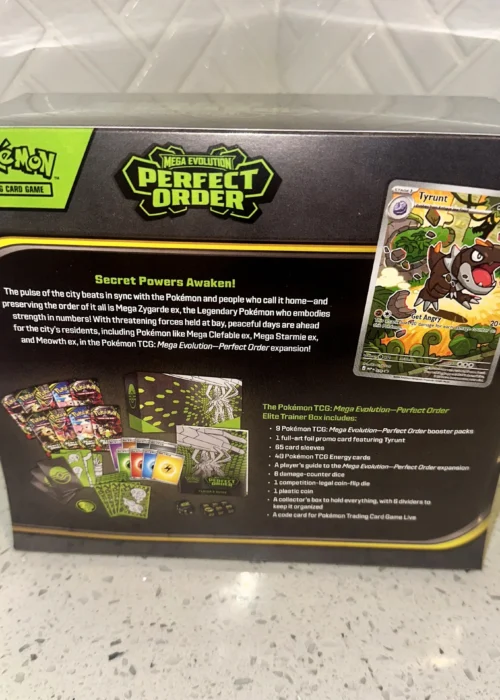 POKéMON
CARD GAME
MEGA EVOLUTION
PERFECT
ORDER
Tyrunt
Get Angry
20
Secret Powers Awaken!
The pulse of the city beats in sync with the Pokémon and people who call it home—and
preserving the order of it all is Mega Zygarde ex, the Legendary Pokémon who embodies
strength in numbers! With threatening forces held at bay, peaceful days are ahead
for the city's residents, including Pokémon like Mega Clefable ex, Mega Starmie ex,
and Meowth ex, in the Pokémon TCG: Mega Evolution—Perfect Order expansion!
The Pokémon TCG: Mega Evolution—Perfect Order
Elite Trainer Box includes:
• 9 Pokémon TCG: Mega Evolution—Perfect Order booster packs
• 1 full-art foil promo card featuring Tyrunt
• 65 card sleeves
• 40 Pokémon TCG Energy cards
• A player's guide to the Mega Evolution—Perfect Order expansion
• 6 damage-counter dice
• 1 competition-legal coin-flip die
• 1 plastic coin
• A collector's box to hold everything, with 6 dividers to
keep it organized
• A code card for Pokémon Trading Card Game Live
PERFECT
ORDER